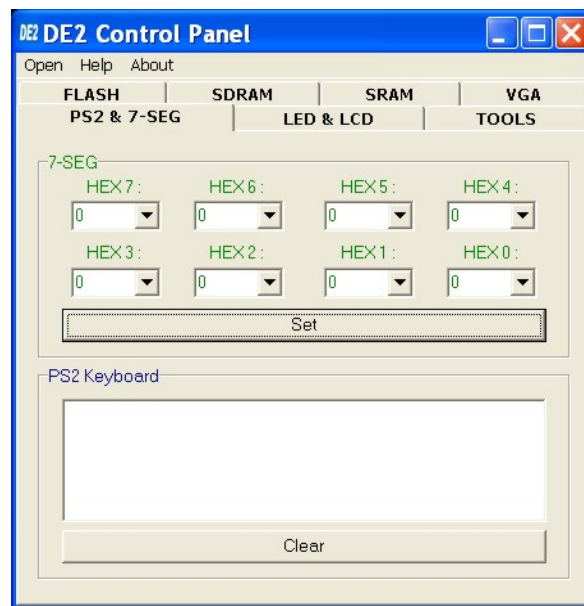 DE2 DE2 Control Panel
Open Help About
FLASH SDRAM SRAM VGA
PS2 & 7-SEG LED & LCD TOOLS
7-SEG
HEX7: HEX6: HEX5: HEX4:
0 0 0 0
HEX3: HEX2: HEX1: HEX0:
0 0 0 0
Set
PS2 Keyboard
Clear